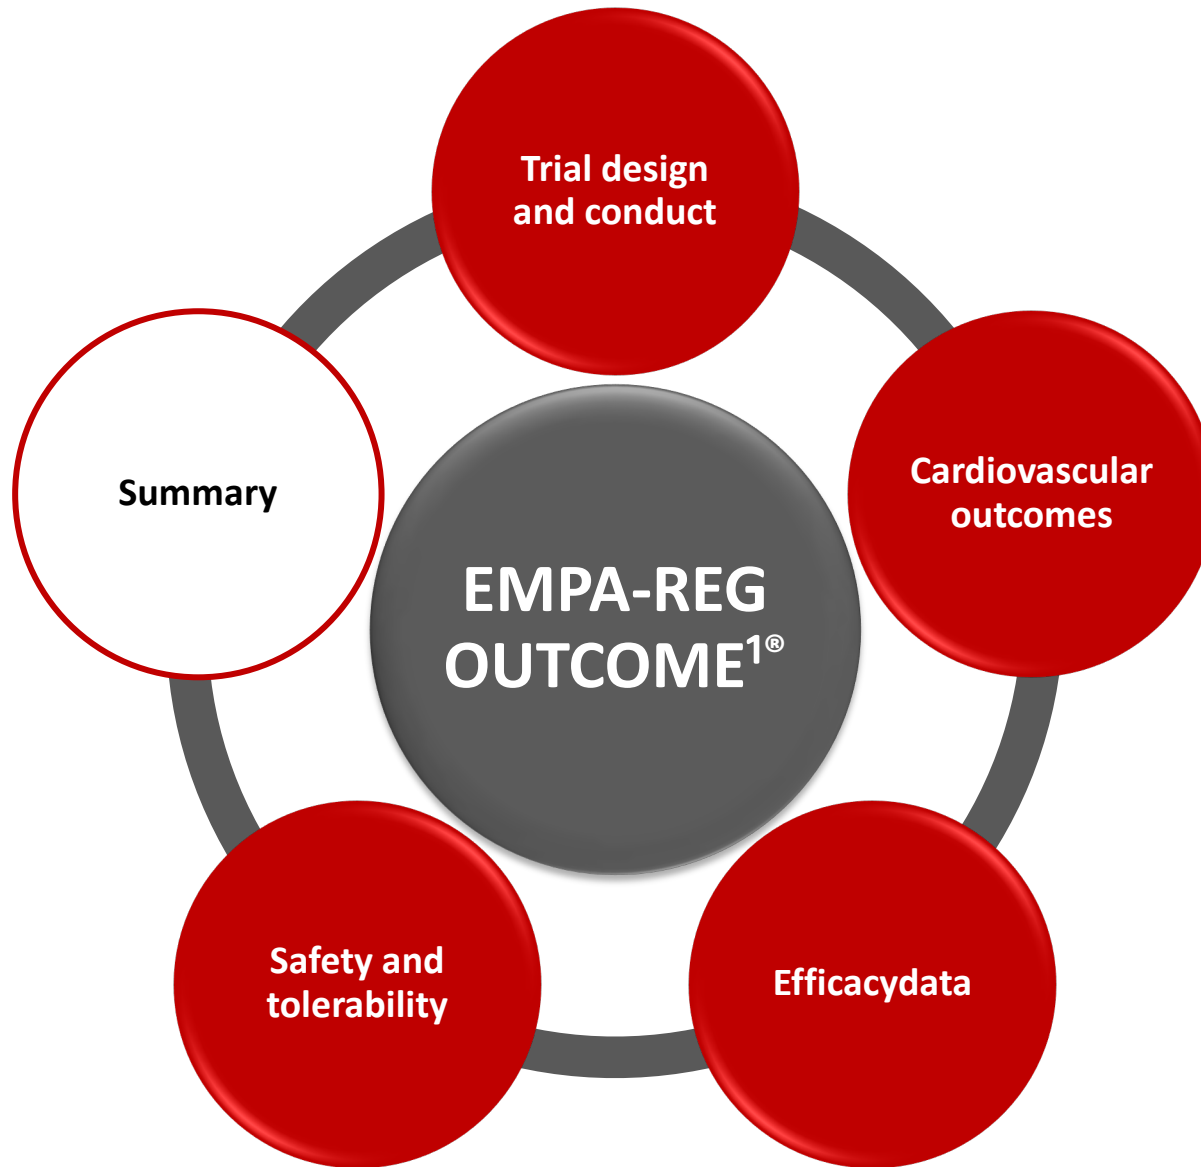 Trial design
and conduct
Cardiovascular
outcomes
Summary
EMPA-REG
OUTCOME¹®
Safety and
tolerability
Efficacydata